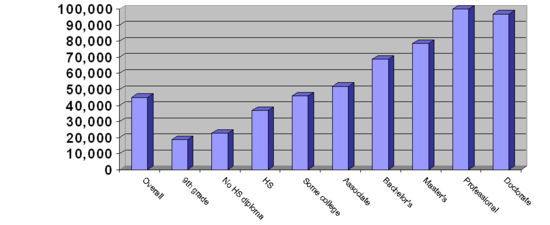 100,000
90,000
80,000
70,000
60,000
50,000
40,000
30,000
20,000
10,000
0
Overall
9th grade
No HS diploma
HS
Some college
Associate
Bachelor's
Master's
Professional
Doctorate